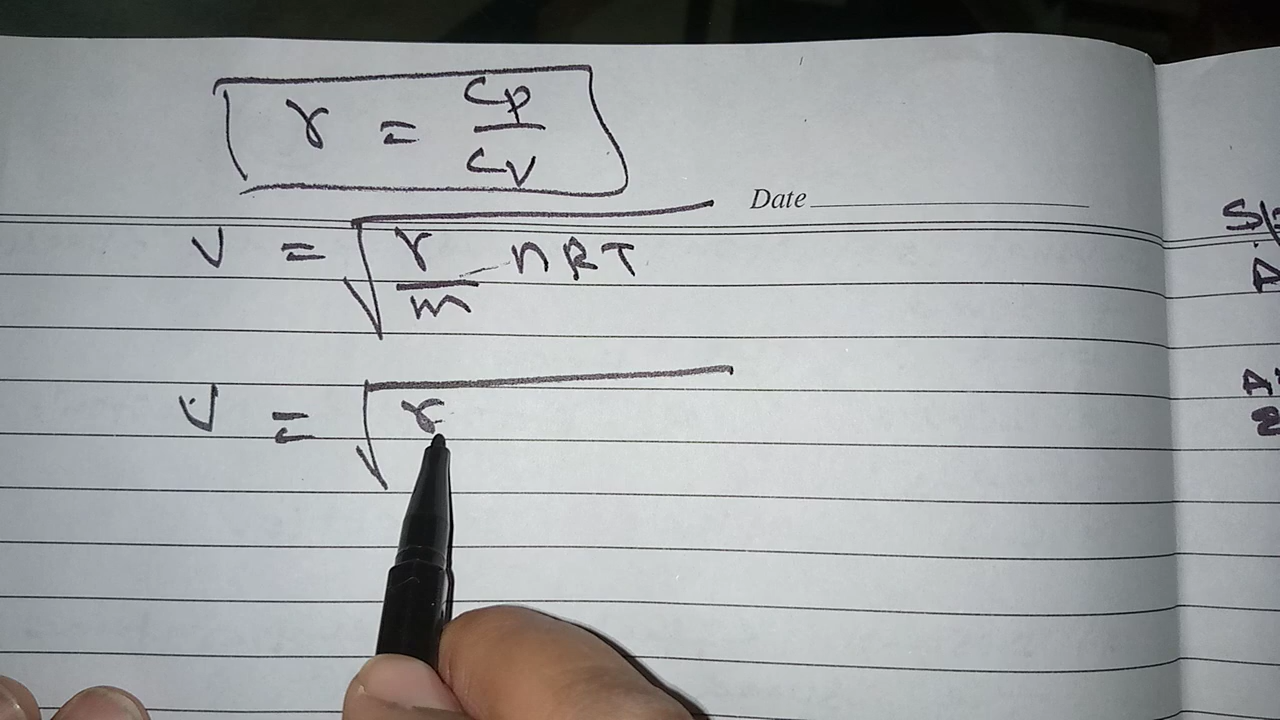 γ = Cp/Cv
Date
V = √(γ/m nRT)
V = √γ